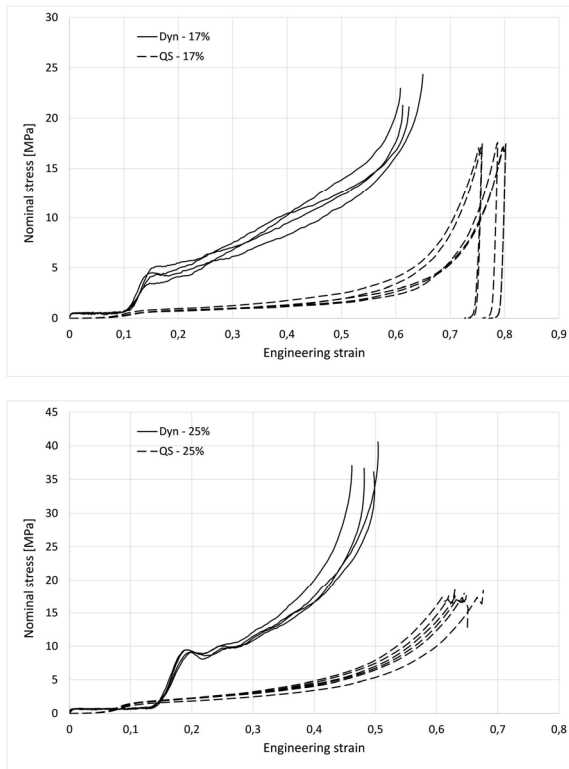 30
25
20
15
10
5
0
Nominal stress [MPa]
Dyn - 17%
QS - 17%
0 0,1 0,2 0,3 0,4 0,5 0,6 0,7 0,8 0,9
Engineering strain
45
40
35
30
25
20
15
10
5
0
Nominal stress [MPa]
Dyn - 25%
QS - 25%
0 0,1 0,2 0,3 0,4 0,5 0,6 0,7 0,8
Engineering strain